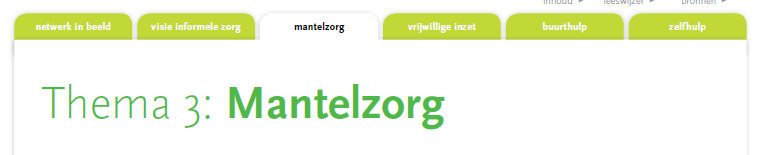 inhoud leeswijzer bronnen
netwerk in beeld visie informele zorg mantelzorg vrijwillige inzet buurthulp zelfhulp
Thema 3: Mantelzorg